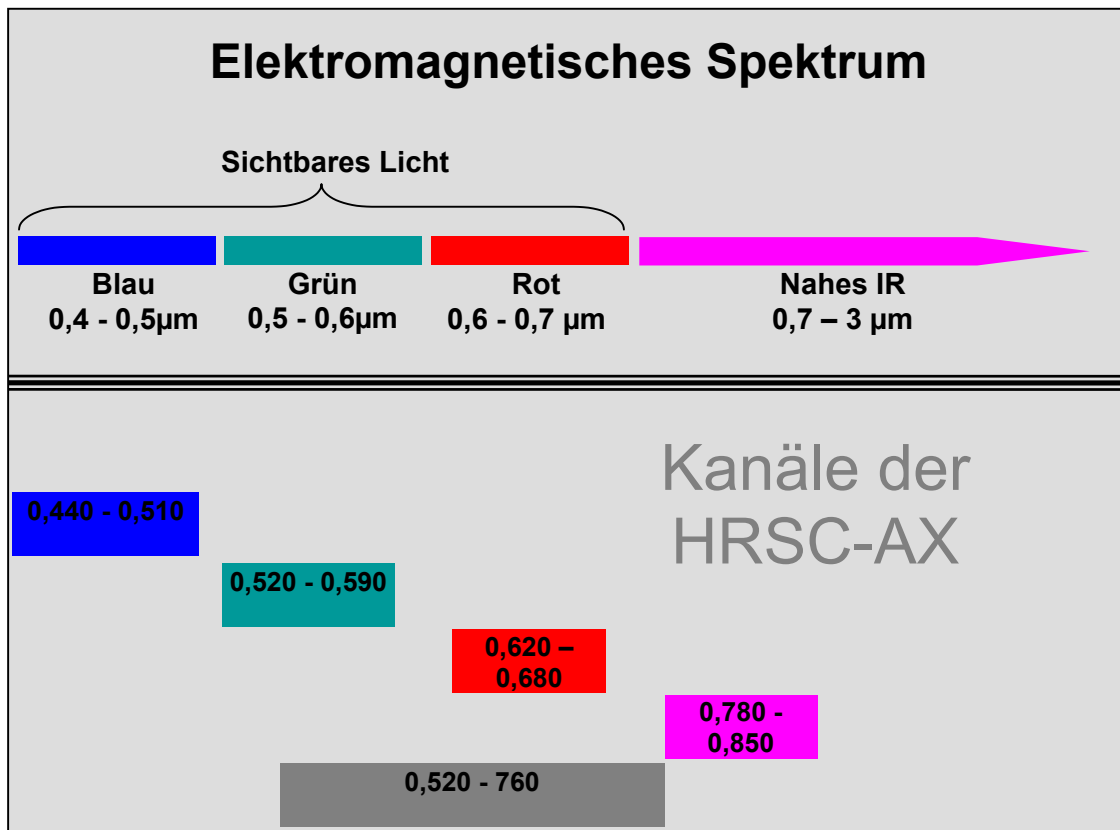 Elektromagnetisches Spektrum
Sichtbares Licht
Blau
0,4 - 0,5µm
Grün
0,5 - 0,6µm
Rot
0,6 - 0,7 µm
Nahes IR
0,7 – 3 µm
Kanäle der
HRSC-AX
0,440 - 0,510
0,520 - 0,590
0,620 –
0,680
0,780 -
0,850
0,520 - 760